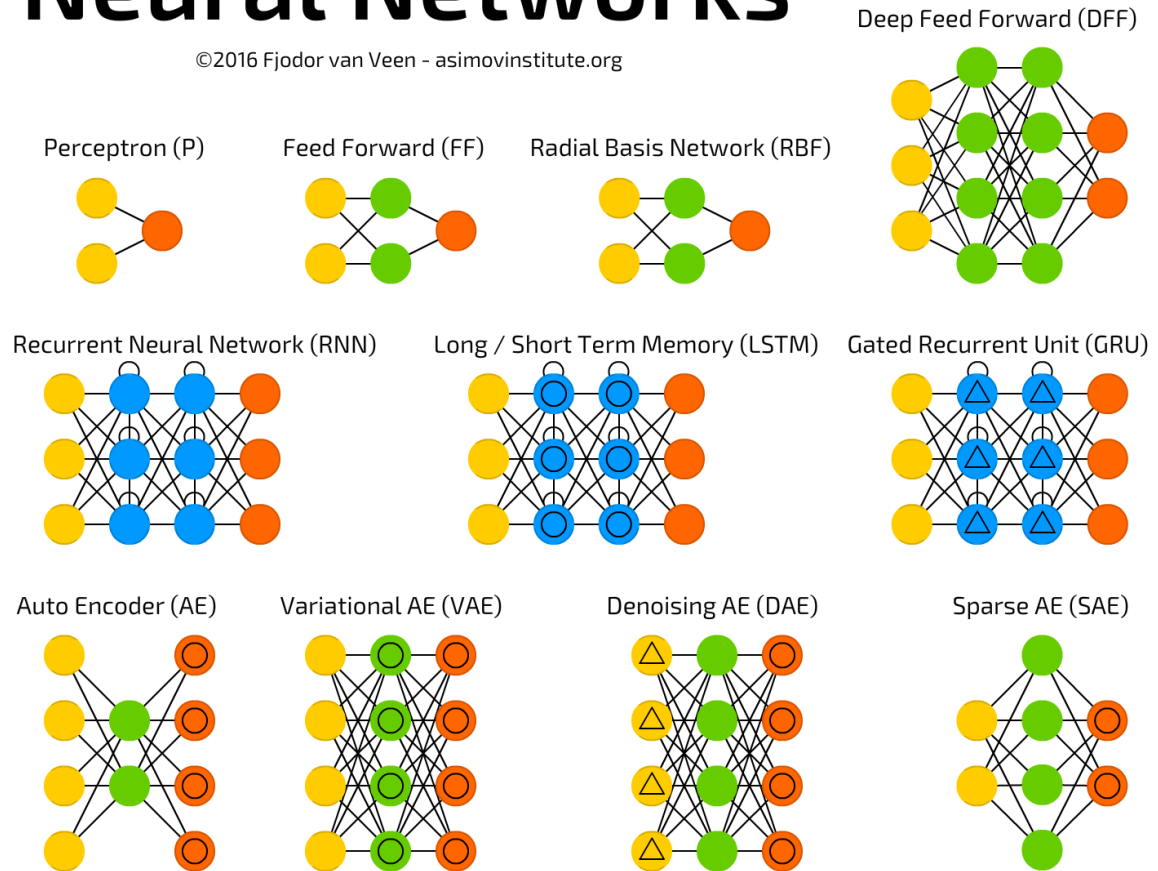 Neural Networks
Deep Feed Forward (DFF)
©2016 Fjodor van Veen - asimovinstitute.org
Perceptron (P)
Feed Forward (FF)
Radial Basis Network (RBF)
Recurrent Neural Network (RNN)
Long / Short Term Memory (LSTM)
Gated Recurrent Unit (GRU)
Auto Encoder (AE)
Variational AE (VAE)
Denoising AE (DAE)
Sparse AE (SAE)